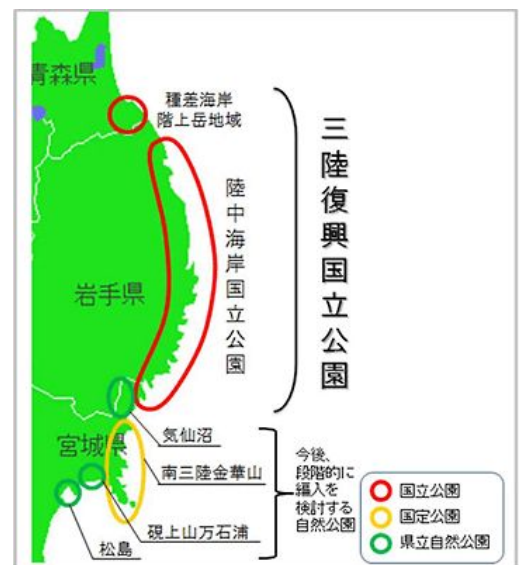 青森県
種差海岸
階上岳地域
陸中海岸国立公園
三陸復興国立公園
岩手県
宮城県
気仙沼
南三陸金華山
硯上山万石浦
松島
今後、
段階的に
編入を
検討する
自然公園
国立公園
国定公園
県立自然公園